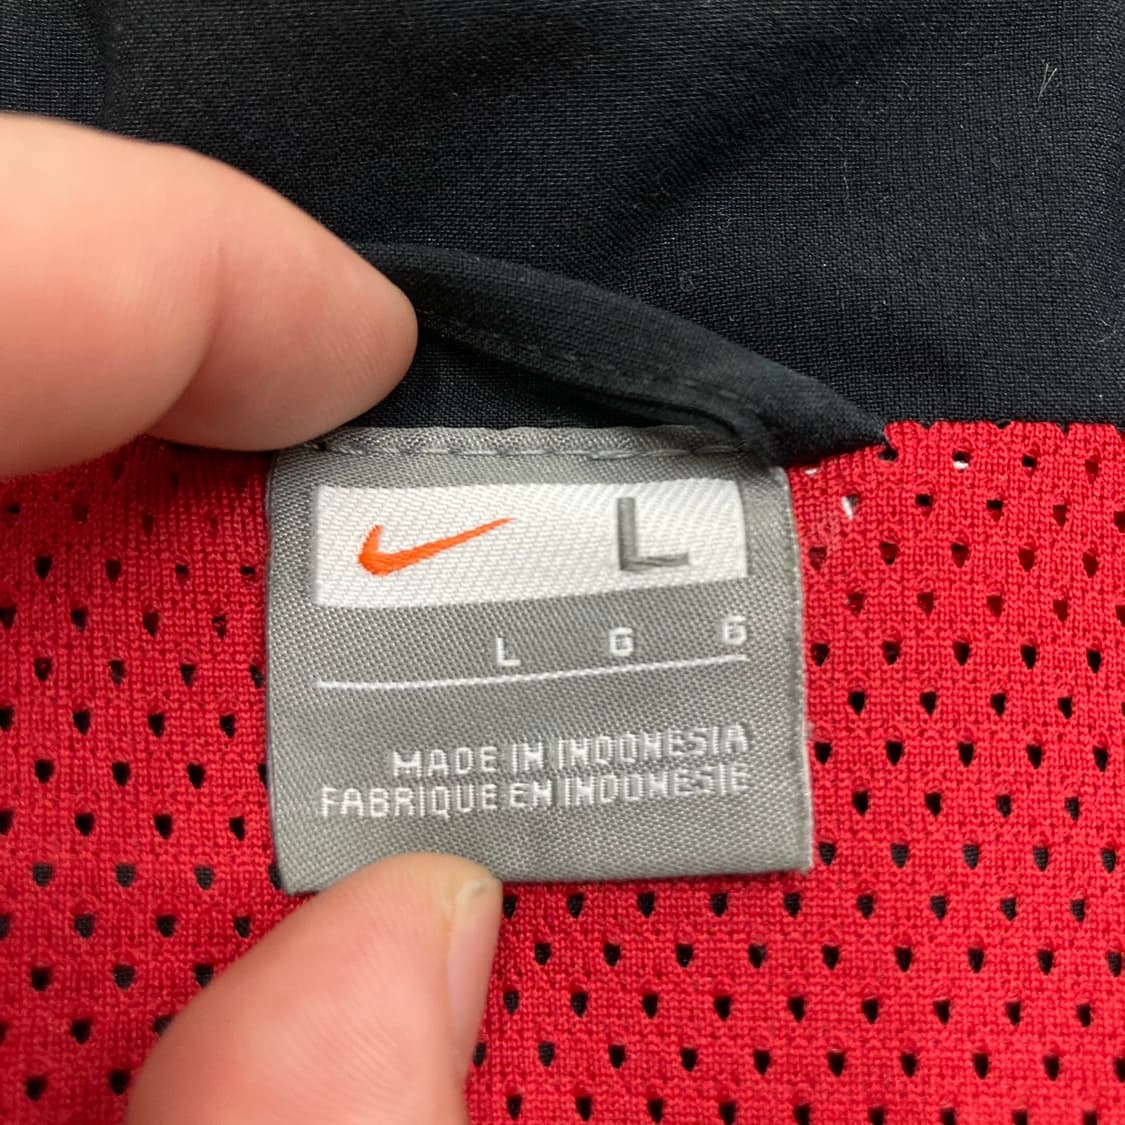 L
L G G
MADE IN INDONESIA
FABRIQUE EN INDONESIE